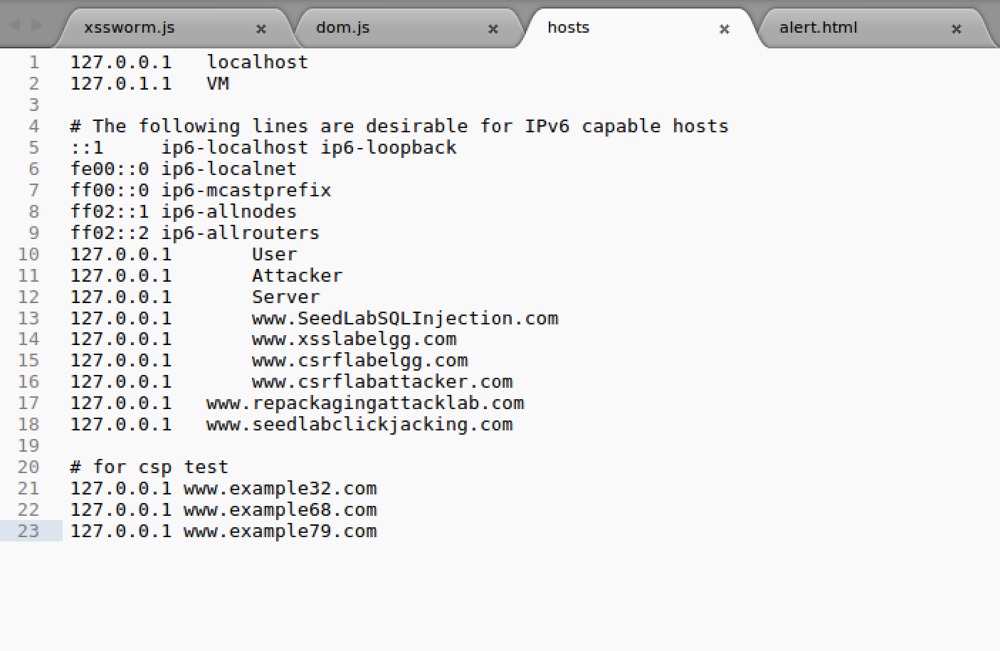 xssworm.js × dom.js × hosts × alert.html ×
1 127.0.0.1   localhost
2 127.0.1.1   VM
3
4 # The following lines are desirable for IPv6 capable hosts
5 ::1     ip6-localhost ip6-loopback
6 fe00::0 ip6-localnet
7 ff00::0 ip6-mcastprefix
8 ff02::1 ip6-allnodes
9 ff02::2 ip6-allrouters
10 127.0.0.1       User
11 127.0.0.1       Attacker
12 127.0.0.1       Server
13 127.0.0.1       www.SeedLabSQLInjection.com
14 127.0.0.1       www.xsslabelgg.com
15 127.0.0.1       www.csrflabelgg.com
16 127.0.0.1       www.csrflabattacker.com
17 127.0.0.1   www.repackagingattacklab.com
18 127.0.0.1   www.seedlabclickjacking.com
19
20 # for csp test
21 127.0.0.1 www.example32.com
22 127.0.0.1 www.example68.com
23 127.0.0.1 www.example79.com